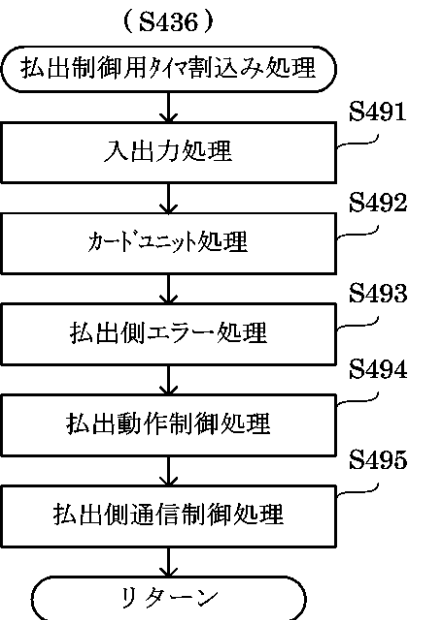 (S436)
払出制御用ﾀｲﾏ割込み処理
S491
入出力処理
S492
ｶｰﾄﾞﾕﾆｯﾄ処理
S493
払出側エラー処理
S494
払出動作制御処理
S495
払出側通信制御処理
リターン